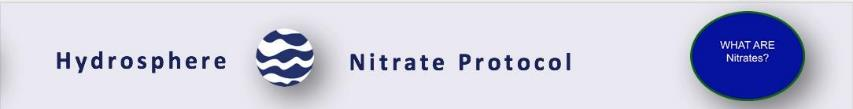 Hydrosphere Nitrate Protocol
WHAT ARE
Nitrates?